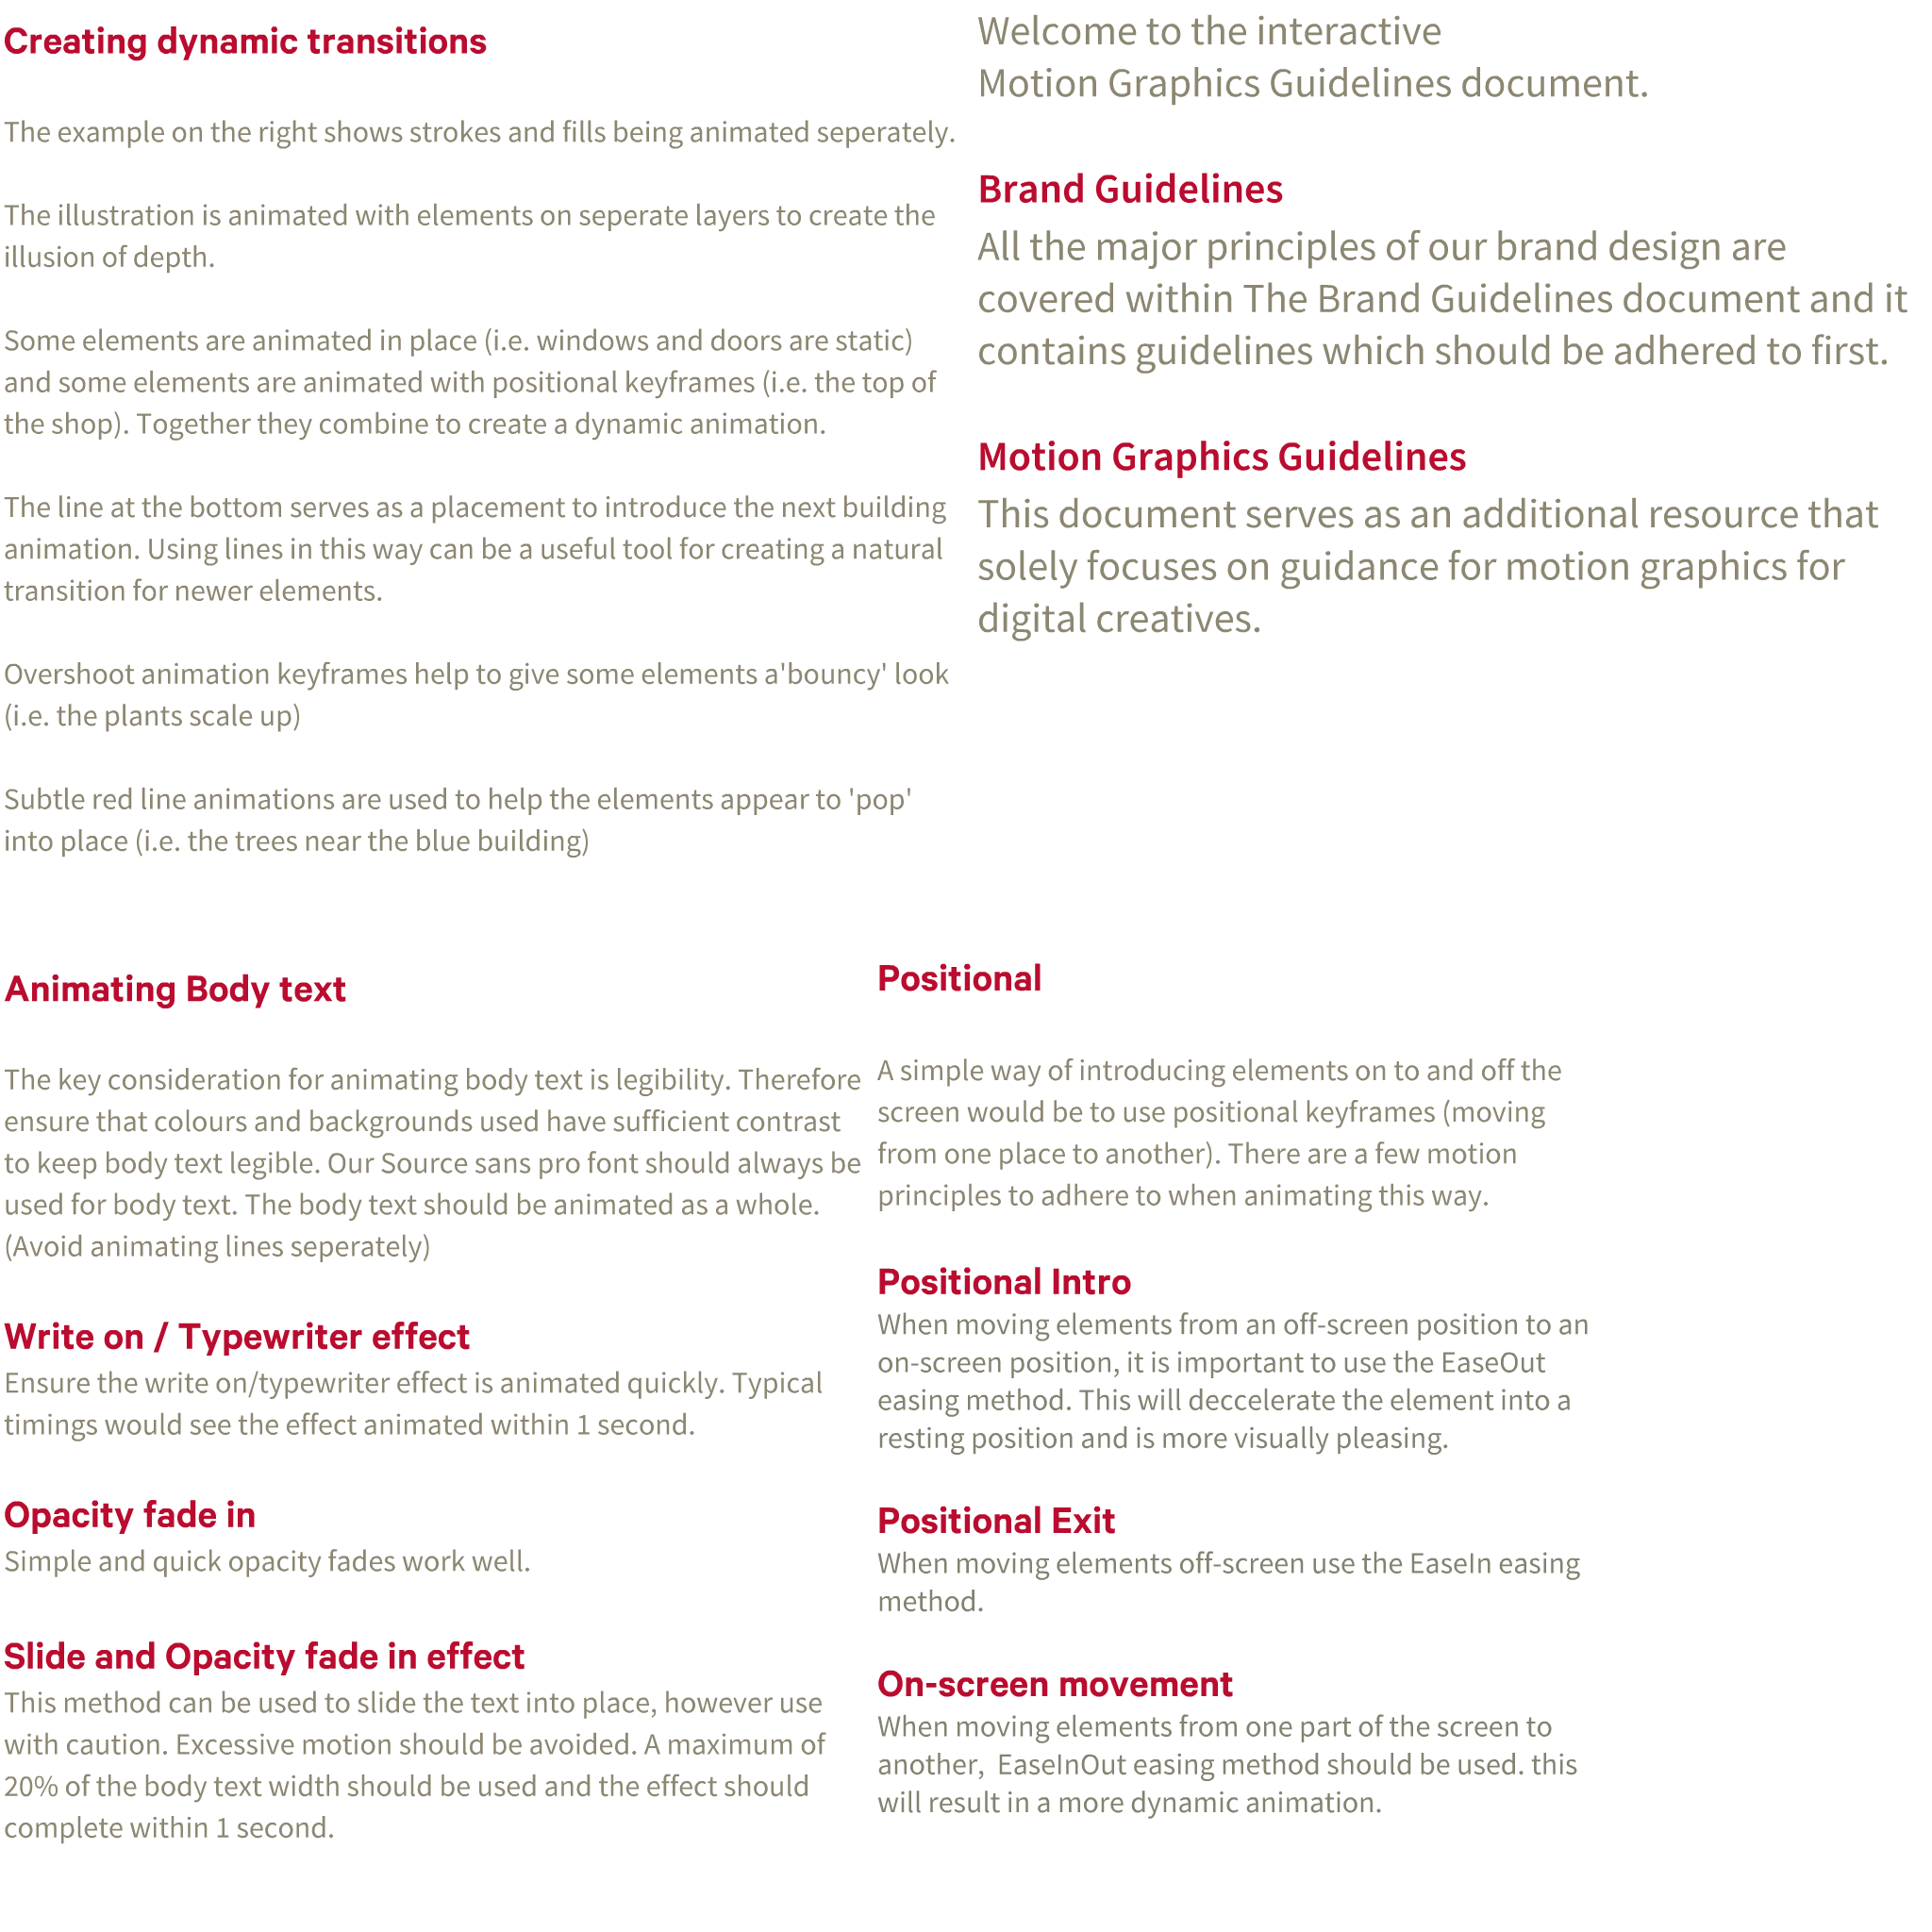 Creating dynamic transitions
The example on the right shows strokes and fills being animated seperately.
The illustration is animated with elements on seperate layers to create the
illusion of depth.
Some elements are animated in place (i.e. windows and doors are static)
and some elements are animated with positional keyframes (i.e. the top of
the shop). Together they combine to create a dynamic animation.
The line at the bottom serves as a placement to introduce the next building
animation. Using lines in this way can be a useful tool for creating a natural
transition for newer elements.
Overshoot animation keyframes help to give some elements a'bouncy' look
(i.e. the plants scale up)
Subtle red line animations are used to help the elements appear to 'pop'
into place (i.e. the trees near the blue building)
Welcome to the interactive
Motion Graphics Guidelines document.
Brand Guidelines
All the major principles of our brand design are
covered within The Brand Guidelines document and it
contains guidelines which should be adhered to first.
Motion Graphics Guidelines
This document serves as an additional resource that
solely focuses on guidance for motion graphics for
digital creatives.
Animating Body text
The key consideration for animating body text is legibility. Therefore
ensure that colours and backgrounds used have sufficient contrast
to keep body text legible. Our Source sans pro font should always be
used for body text. The body text should be animated as a whole.
(Avoid animating lines seperately)
Write on / Typewriter effect
Ensure the write on/typewriter effect is animated quickly. Typical
timings would see the effect animated within 1 second.
Opacity fade in
Simple and quick opacity fades work well.
Slide and Opacity fade in effect
This method can be used to slide the text into place, however use
with caution. Excessive motion should be avoided. A maximum of
20% of the body text width should be used and the effect should
complete within 1 second.
Positional
A simple way of introducing elements on to and off the
screen would be to use positional keyframes (moving
from one place to another). There are a few motion
principles to adhere to when animating this way.
Positional Intro
When moving elements from an off-screen position to an
on-screen position, it is important to use the EaseOut
easing method. This will deccelerate the element into a
resting position and is more visually pleasing.
Positional Exit
When moving elements off-screen use the EaseIn easing
method.
On-screen movement
When moving elements from one part of the screen to
another,  EaseInOut easing method should be used. this
will result in a more dynamic animation.